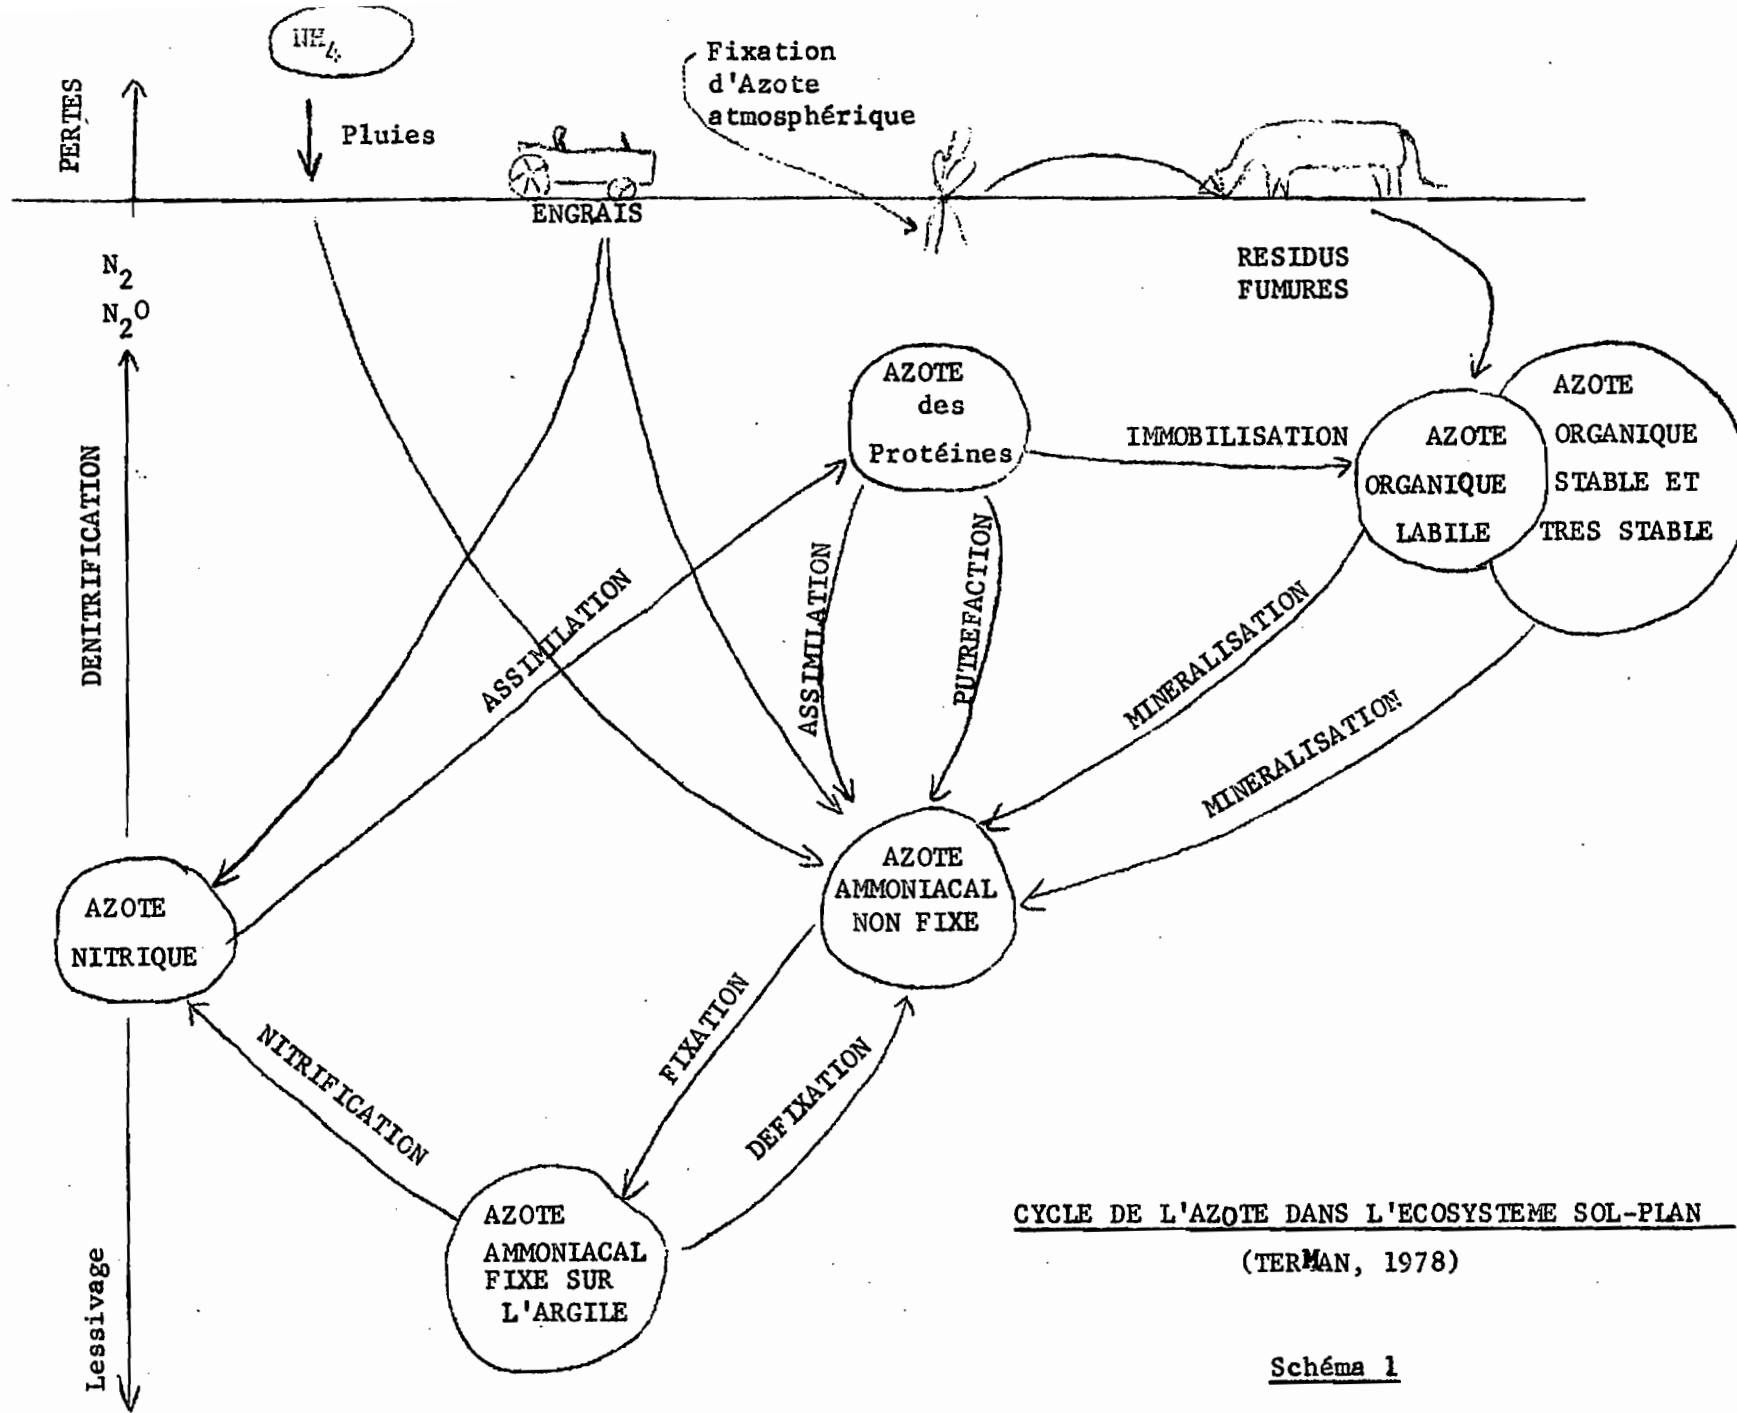 NH4
PERTES
Pluies
Fixation
d'Azote
atmosphérique
ENGRAIS
N2
N2O
RESIDUS
FUMURES
AZOTE
des
Protéines
IMMOBILISATION
AZOTE
ORGANIQUE
LABILE
AZOTE
ORGANIQUE
STABLE ET
TRES STABLE
DENITRIFICATION
ASSIMILATION
ASSIMILATION
PUTREFACTION
MINERALISATION
MINERALISATION
AZOTE
NITRIQUE
AZOTE
AMMONIACAL
NON FIXE
NITRIFICATION
FIXATION
DEFIXATION
AZOTE
AMMONIACAL
FIXE SUR
L'ARGILE
Lessivage
CYCLE DE L'AZOTE DANS L'ECOSYSTEME SOL-PLAN
(TERMAN, 1978)
Schéma 1